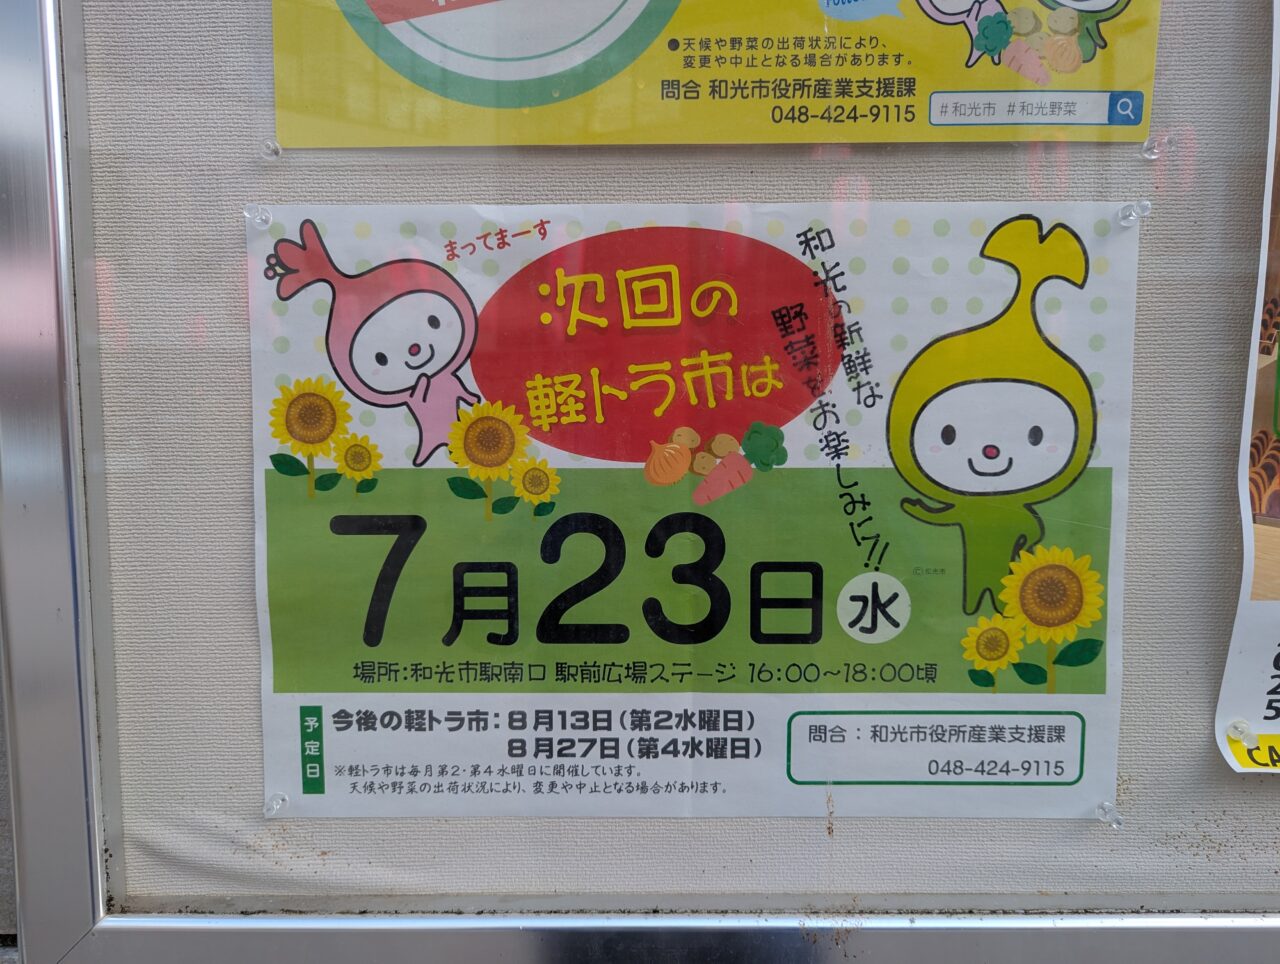 ●天候や野菜の出荷状況により、
変更や中止となる場合があります。
問合 和光市役所産業支援課
048-424-9115
#和光市 #和光野菜
まってまーす
次回の
軽トラ市は
和光の新鮮な
野菜をお楽しみに!!
7月23日 水
©和光市
場所:和光市駅南口 駅前広場ステージ 16:00～18:00頃
予定日
今後の軽トラ市: 8月13日(第2水曜日)
8月27日(第4水曜日)
※軽トラ市は毎月第2・第4水曜日に開催しています。
天候や野菜の出荷状況により、変更や中止となる場合があります。
問合:和光市役所産業支援課
048-424-9115